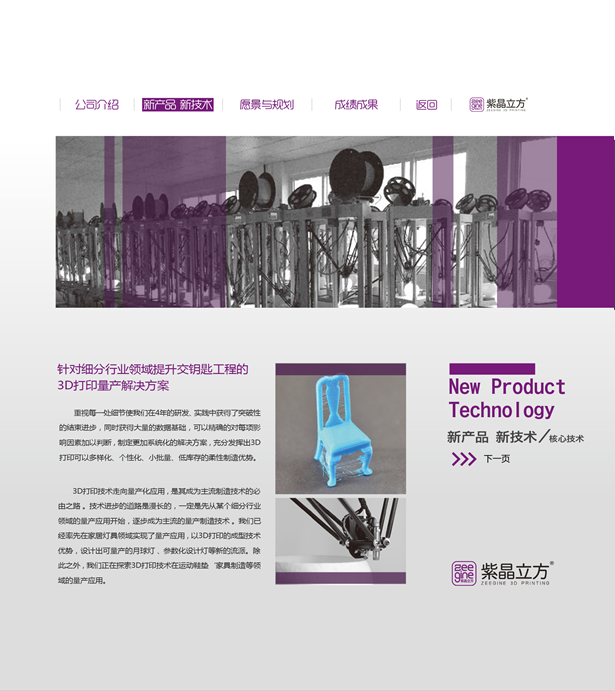 公司介绍
新产品 新技术
愿景与规划
成绩成果
返回
zee
gine
紫晶立方®
ZEEGINE 3D PRINTING
针对细分行业领域提升交钥匙工程的
3D打印量产解决方案
重视每一处细节使我们在4年的研发, 实践中获得了突破性
的结束进步，同时获得大量的数据基础，可以精确的对每项影
响因素加以判断，制定更加系统化的解决方案，充分发挥出3D
打印可以多样化、个性化、小批量、低库存的柔性制造优势。
3D打印技术走向量产化应用，是其成为主流制造技术的必
由之路 。技术进步的道路是漫长的，一定是先从某个细分行业
领域的量产应用开始，逐步成为主流的量产制造技术 。我们已
经率先在家居灯具领域实现了量产应用，以3D打印的成型技术
优势，设计出可量产的月球灯 、参数化设计灯等新的流派。除
此之外，我们正在探索3D打印技术在运动鞋垫 家具制造等领
域的量产应用。
New Product
Technology
新产品 新技术/核心技术
下一页
zee
gine
紫晶立方
紫晶立方®
ZEEGINE 3D PRINTING